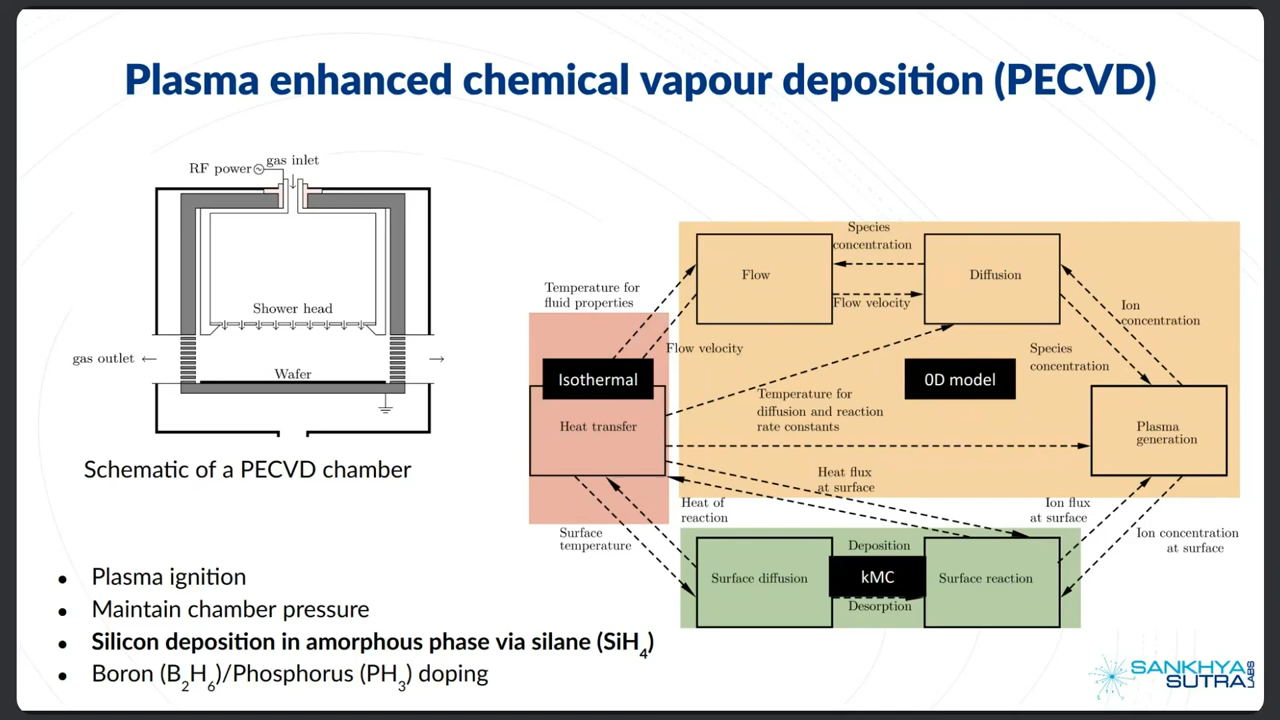 Plasma enhanced chemical vapour deposition (PECVD)
RF power
gas inlet
Shower head
gas outlet
Wafer
Schematic of a PECVD chamber
Plasma ignition
Maintain chamber pressure
Silicon deposition in amorphous phase via silane (SiH4)
Boron (B2H6)/Phosphorus (PH3) doping
Species
concentration
Flow
Diffusion
Flow velocity
Temperature for
fluid properties
Ion
concentration
Flow velocity
Species
concentration
Isothermal
0D model
Temperature for
diffusion and reaction
rate constants
Heat transfer
Plasma
generation
Heat flux
at surface
Heat of
reaction
Ion flux
at surface
Surface
temperature
Ion concentration
at surface
Deposition
Surface diffusion
kMC
Surface reaction
Desorption
SANKHYA
SUTRA
LABS